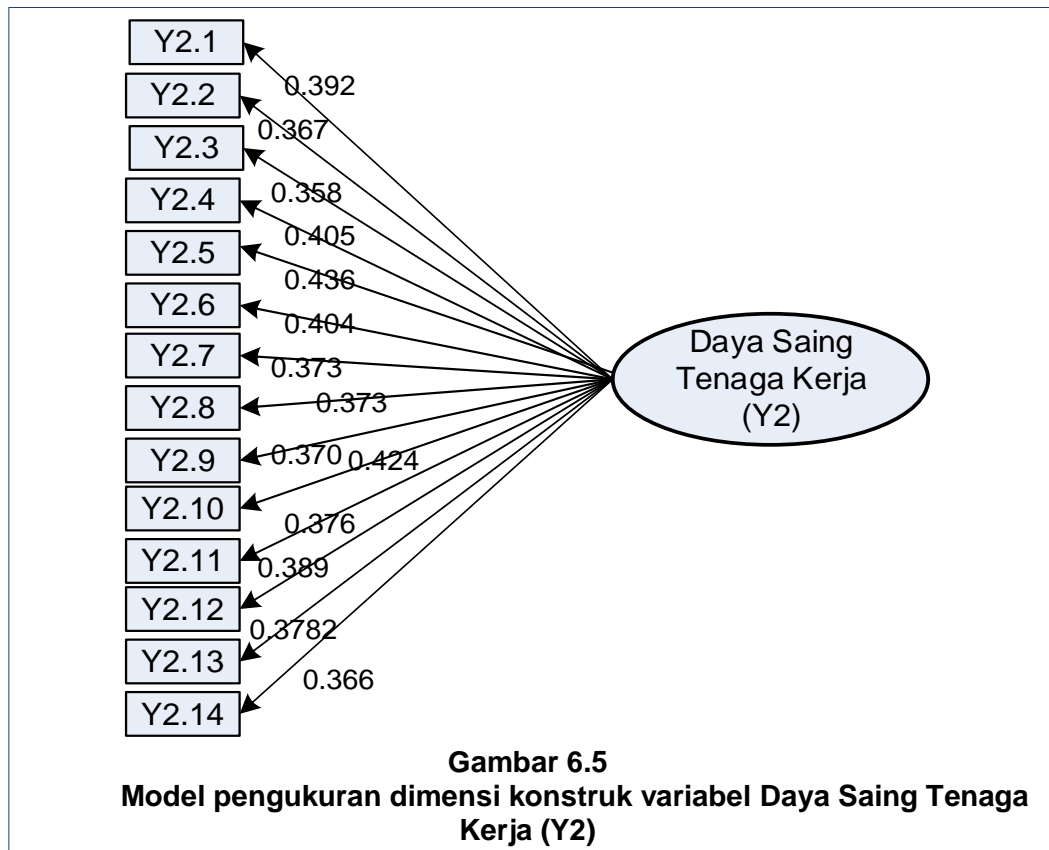 Y2.1
0.392
Y2.2
0.367
Y2.3
0.358
Y2.4
0.405
Y2.5
0.436
Y2.6
0.404
Y2.7
0.373
Y2.8
0.373
Y2.9
0.370
0.424
Y2.10
0.376
Y2.11
0.389
Y2.12
0.3782
Y2.13
0.366
Y2.14
Daya Saing
Tenaga Kerja
(Y2)
Gambar 6.5
Model pengukuran dimensi konstruk variabel Daya Saing Tenaga
Kerja (Y2)